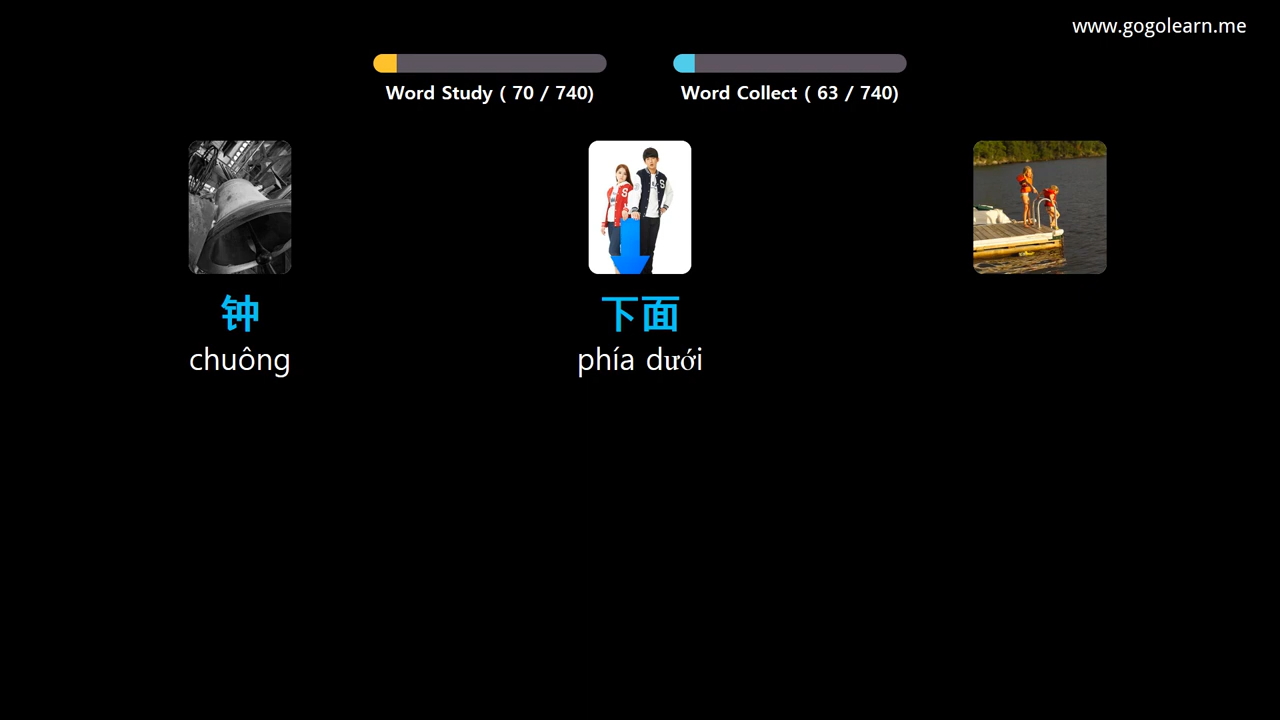 www.gogolearn.me
Word Study ( 70 / 740)
Word Collect ( 63 / 740)
钟
chuông
下面
phía dưới